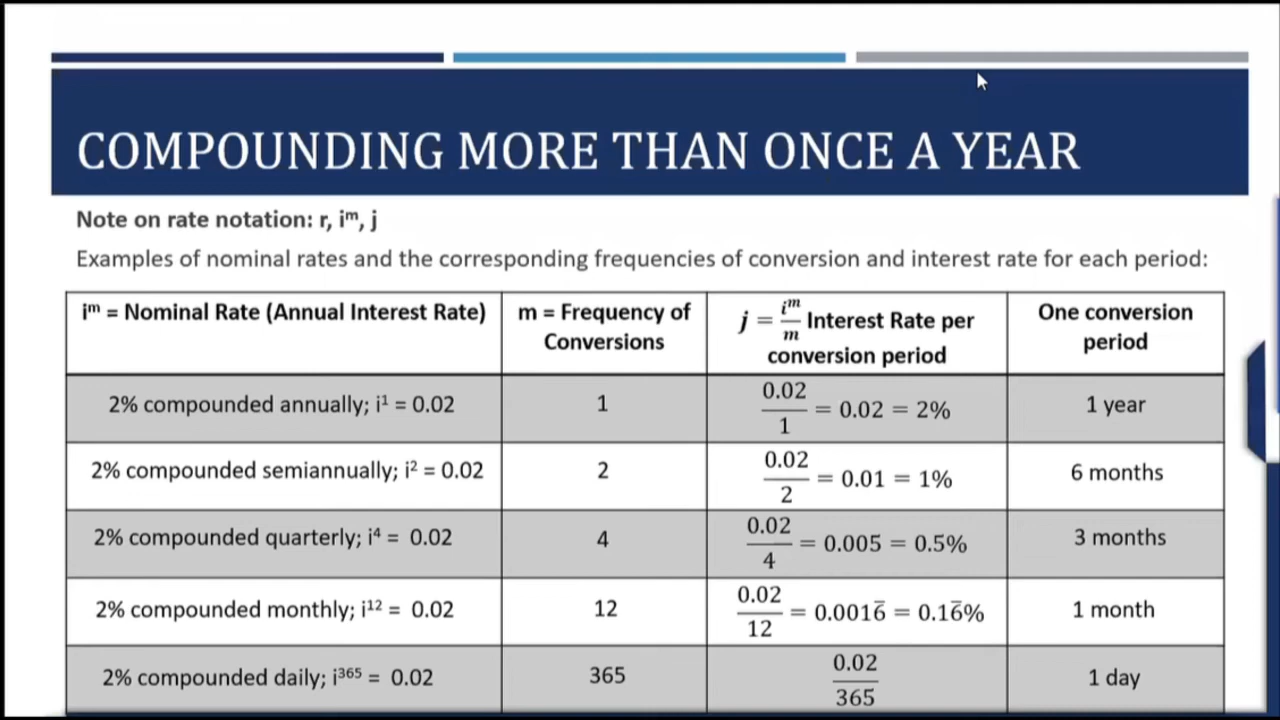 COMPOUNDING MORE THAN ONCE A YEAR
Note on rate notation: r, iᵐ, j
Examples of nominal rates and the corresponding frequencies of conversion and interest rate for each period:
iᵐ = Nominal Rate (Annual Interest Rate)
m = Frequency of
Conversions
j = iᵐ/m Interest Rate per
conversion period
One conversion
period
2% compounded annually; i¹ = 0.02
1
0.02/1 = 0.02 = 2%
1 year
2% compounded semiannually; i² = 0.02
2
0.02/2 = 0.01 = 1%
6 months
2% compounded quarterly; i⁴ = 0.02
4
0.02/4 = 0.005 = 0.5%
3 months
2% compounded monthly; i¹² = 0.02
12
0.02/12 = 0.0016̅ = 0.16̅%
1 month
2% compounded daily; i³⁶⁵ = 0.02
365
0.02/365
1 day